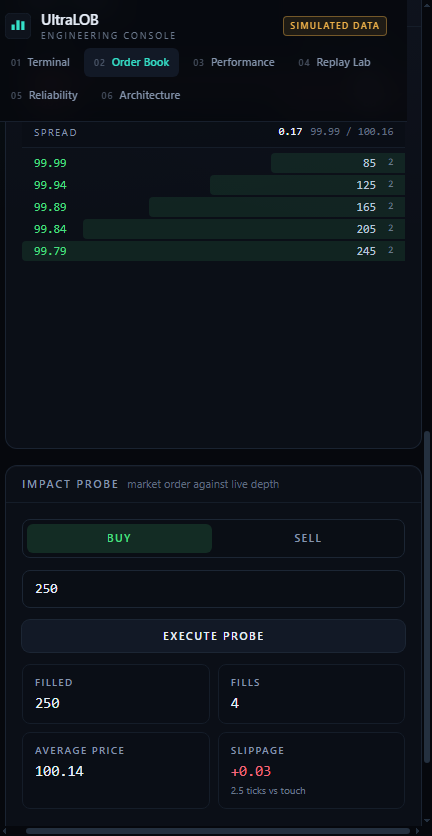 UltraLOB
ENGINEERING CONSOLE
SIMULATED DATA
01 Terminal 02 Order Book 03 Performance 04 Replay Lab
05 Reliability 06 Architecture
SPREAD 0.17 99.99 / 100.16
99.99 85 2
99.94 125 2
99.89 165 2
99.84 205 2
99.79 245 2
IMPACT PROBE market order against live depth
BUY SELL
250
EXECUTE PROBE
FILLED FILLS
250 4
AVERAGE PRICE SLIPPAGE
100.14 +0.03
2.5 ticks vs touch